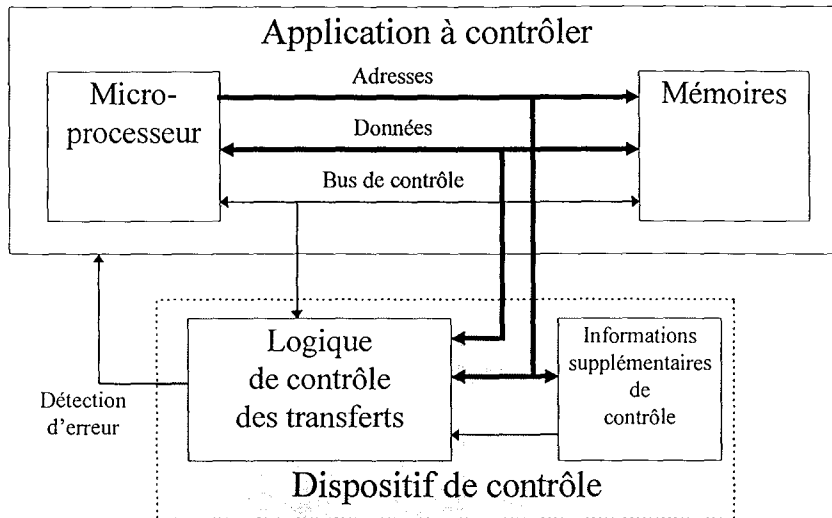 Application à contrôler
Adresses
Micro-
processeur
Mémoires
Données
Bus de contrôle
Logique
de contrôle
des transferts
Informations
supplémentaires
de
contrôle
Détection
d'erreur
Dispositif de contrôle